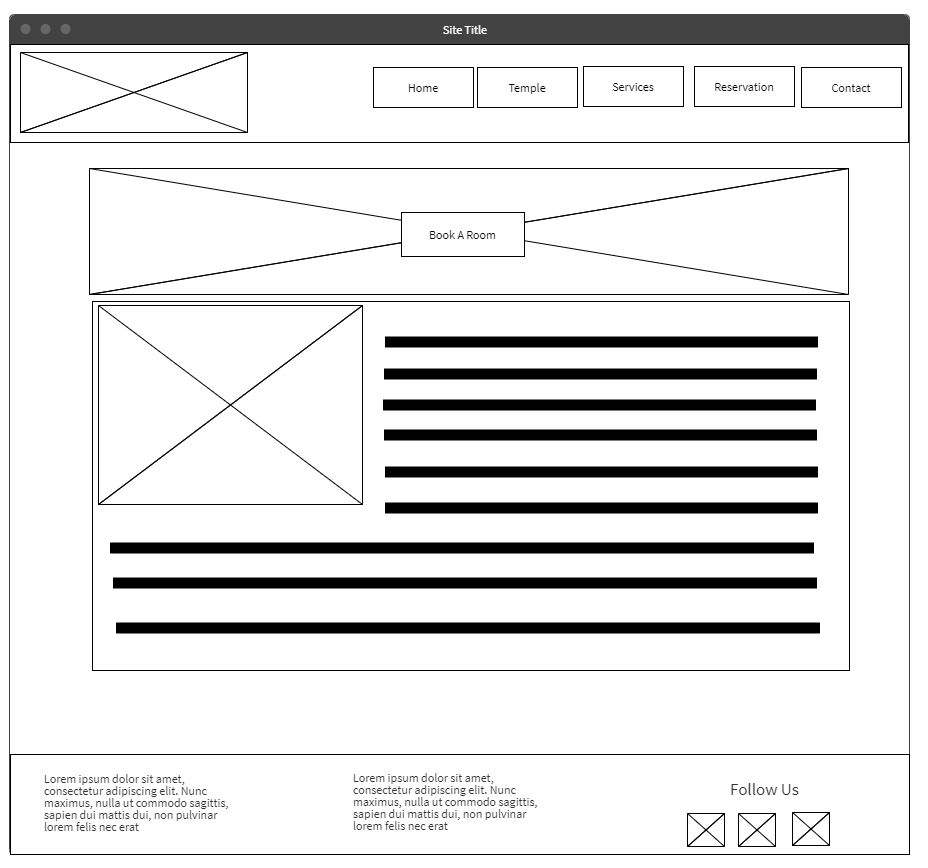 Site Title
Home
Temple
Services
Reservation
Contact
Book A Room
Lorem ipsum dolor sit amet,
consectetur adipiscing elit. Nunc
maximus, nulla ut commodo sagittis,
sapien dui mattis dui, non pulvinar
lorem felis nec erat
Lorem ipsum dolor sit amet,
consectetur adipiscing elit. Nunc
maximus, nulla ut commodo sagittis,
sapien dui mattis dui, non pulvinar
lorem felis nec erat
Follow Us